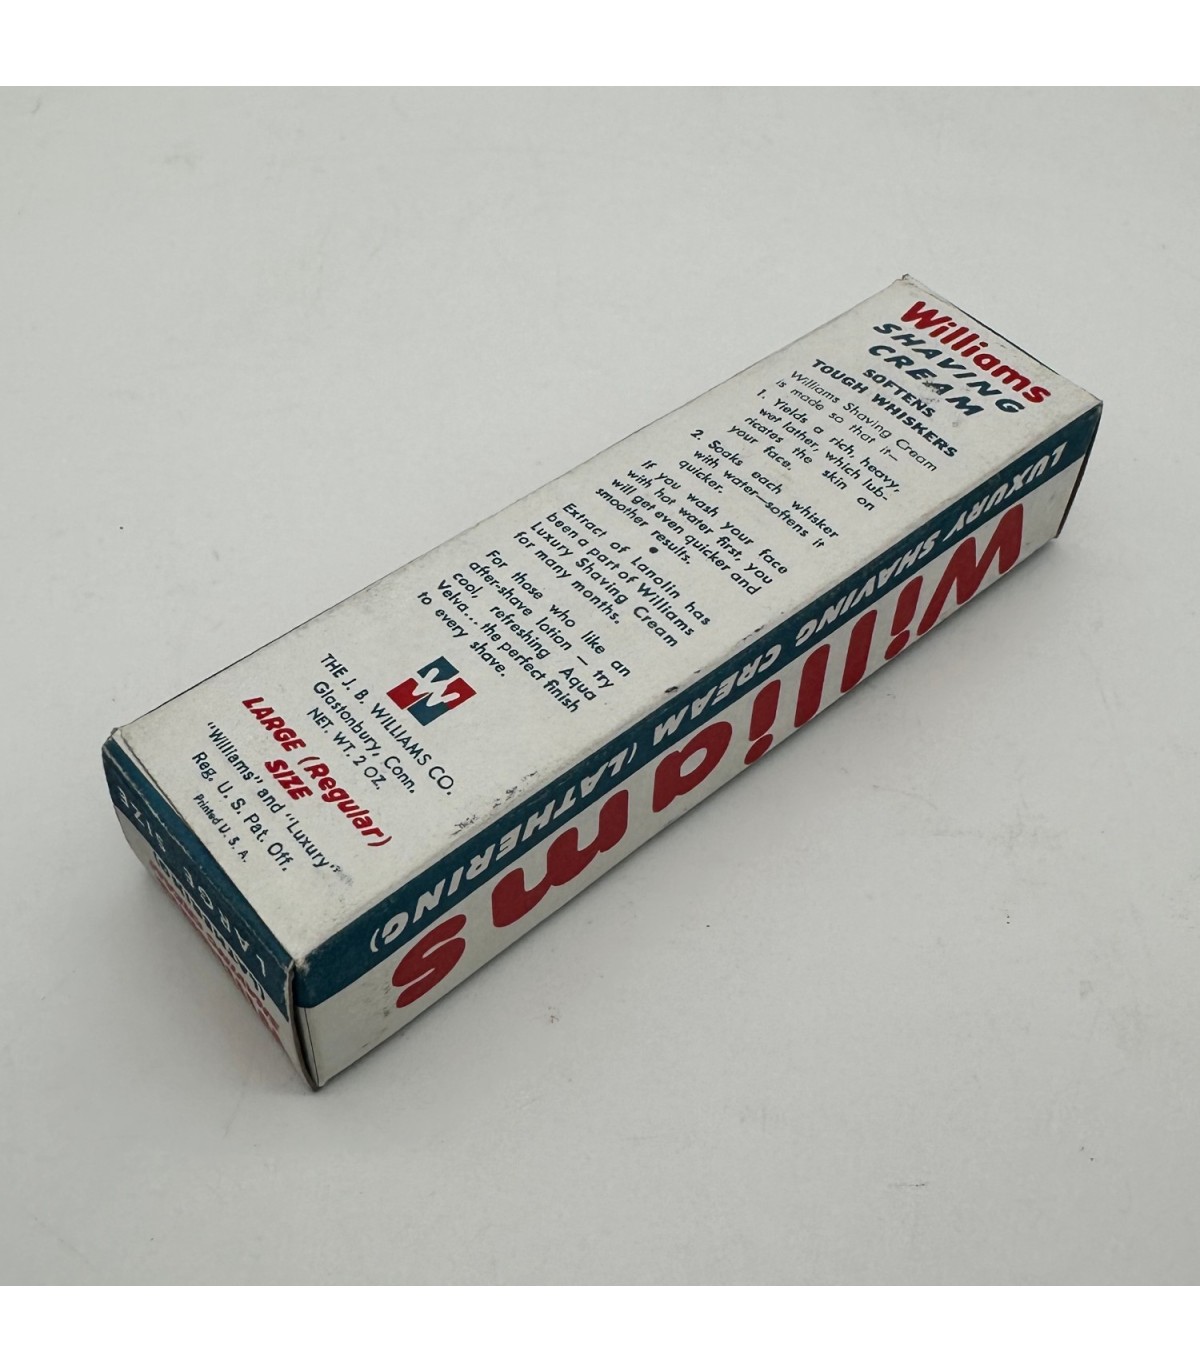 Williams
SHAVING
CREAM
SOFTENS
TOUGH WHISKERS
Williams Shaving Cream
is made so that it—
1. Yields a rich, heavy,
wet lather, which lub-
ricates the skin on
your face.
2. Soaks each whisker
with water—softens it
quicker.
If you wash your face
with hot water first, you
will get even quicker and
smoother results.
•
Extract of Lanolin has
been a part of Williams
Luxury Shaving Cream
for many months.
For those who like an
after-shave lotion — try
cool, refreshing Aqua
Velva... the perfect finish
to every shave.
W
THE J. B. WILLIAMS CO.
Glastonbury, Conn.
NET. WT. 2 OZ.
LARGE (Regular)
SIZE
"Williams" and "Luxury"
Reg. U. S. Pat. Off.
Printed U. S. A.
LUXURY SHAVING CREAM (LATHERING)
Williams
LARGE SIZE